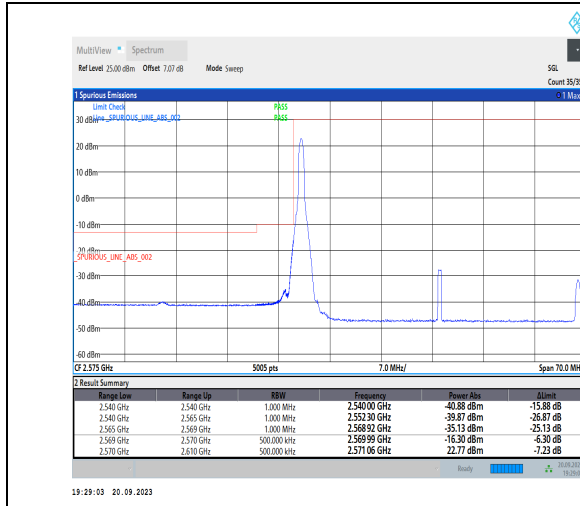 MultiView Spectrum
Ref Level 25.00 dBm Offset 7.07 dB Mode Sweep SGL
Count 35/35
1 Spurious Emissions 1 Max
Limit Check PASS
Line _SPURIOUS_LINE_ABS_002 PASS
30 dBm
20 dBm
10 dBm
0 dBm
-10 dBm
-20 dBm
_SPURIOUS_LINE_ABS_002
-30 dBm
-40 dBm
-50 dBm
-60 dBm
CF 2.575 GHz 5005 pts 7.0 MHz/ Span 70.0 MH
2 Result Summary
Range Low Range Up RBW Frequency Power Abs ΔLimit
2.540 GHz 2.540 GHz 1.000 MHz 2.54000 GHz -40.88 dBm -15.88 dB
2.540 GHz 2.565 GHz 1.000 MHz 2.55230 GHz -39.87 dBm -26.87 dB
2.565 GHz 2.569 GHz 1.000 MHz 2.56892 GHz -35.13 dBm -25.13 dB
2.569 GHz 2.570 GHz 500.000 kHz 2.56999 GHz -16.30 dBm -6.30 dB
2.570 GHz 2.610 GHz 500.000 kHz 2.57106 GHz 22.77 dBm -7.23 dB
Ready
19:29:03 20.09.2023